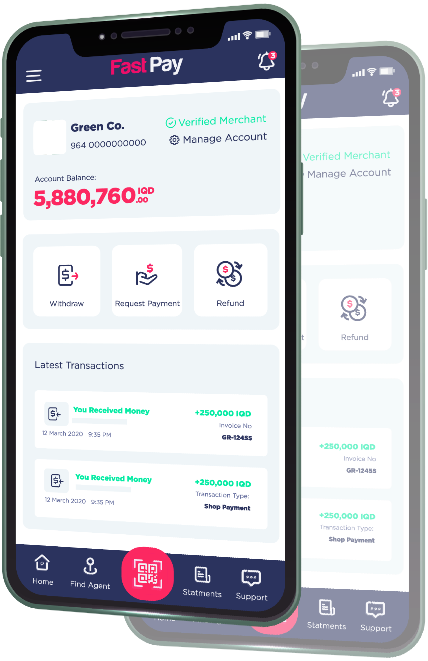 3
Fast Pay
Green Co.
964 0000000000
Verified Merchant
Manage Account
Account Balance:
5,880,760 IQD
.00
Withdraw
Request Payment
Refund
Latest Transactions
You Received Money
+250,000 IQD
Invoice No
12 March 2020 9:35 PM
GR-12455
You Received Money
+250,000 IQD
Transaction Type:
12 March 2020 9:35 PM
Shop Payment
Home
Find Agent
Statments
Support
3
y
Verified Merchant
Manage Account
t
Refund
+250,000 IQD
Invoice No
GR-12455
+250,000 IQD
Transaction Type:
Shop Payment
Statments
Support